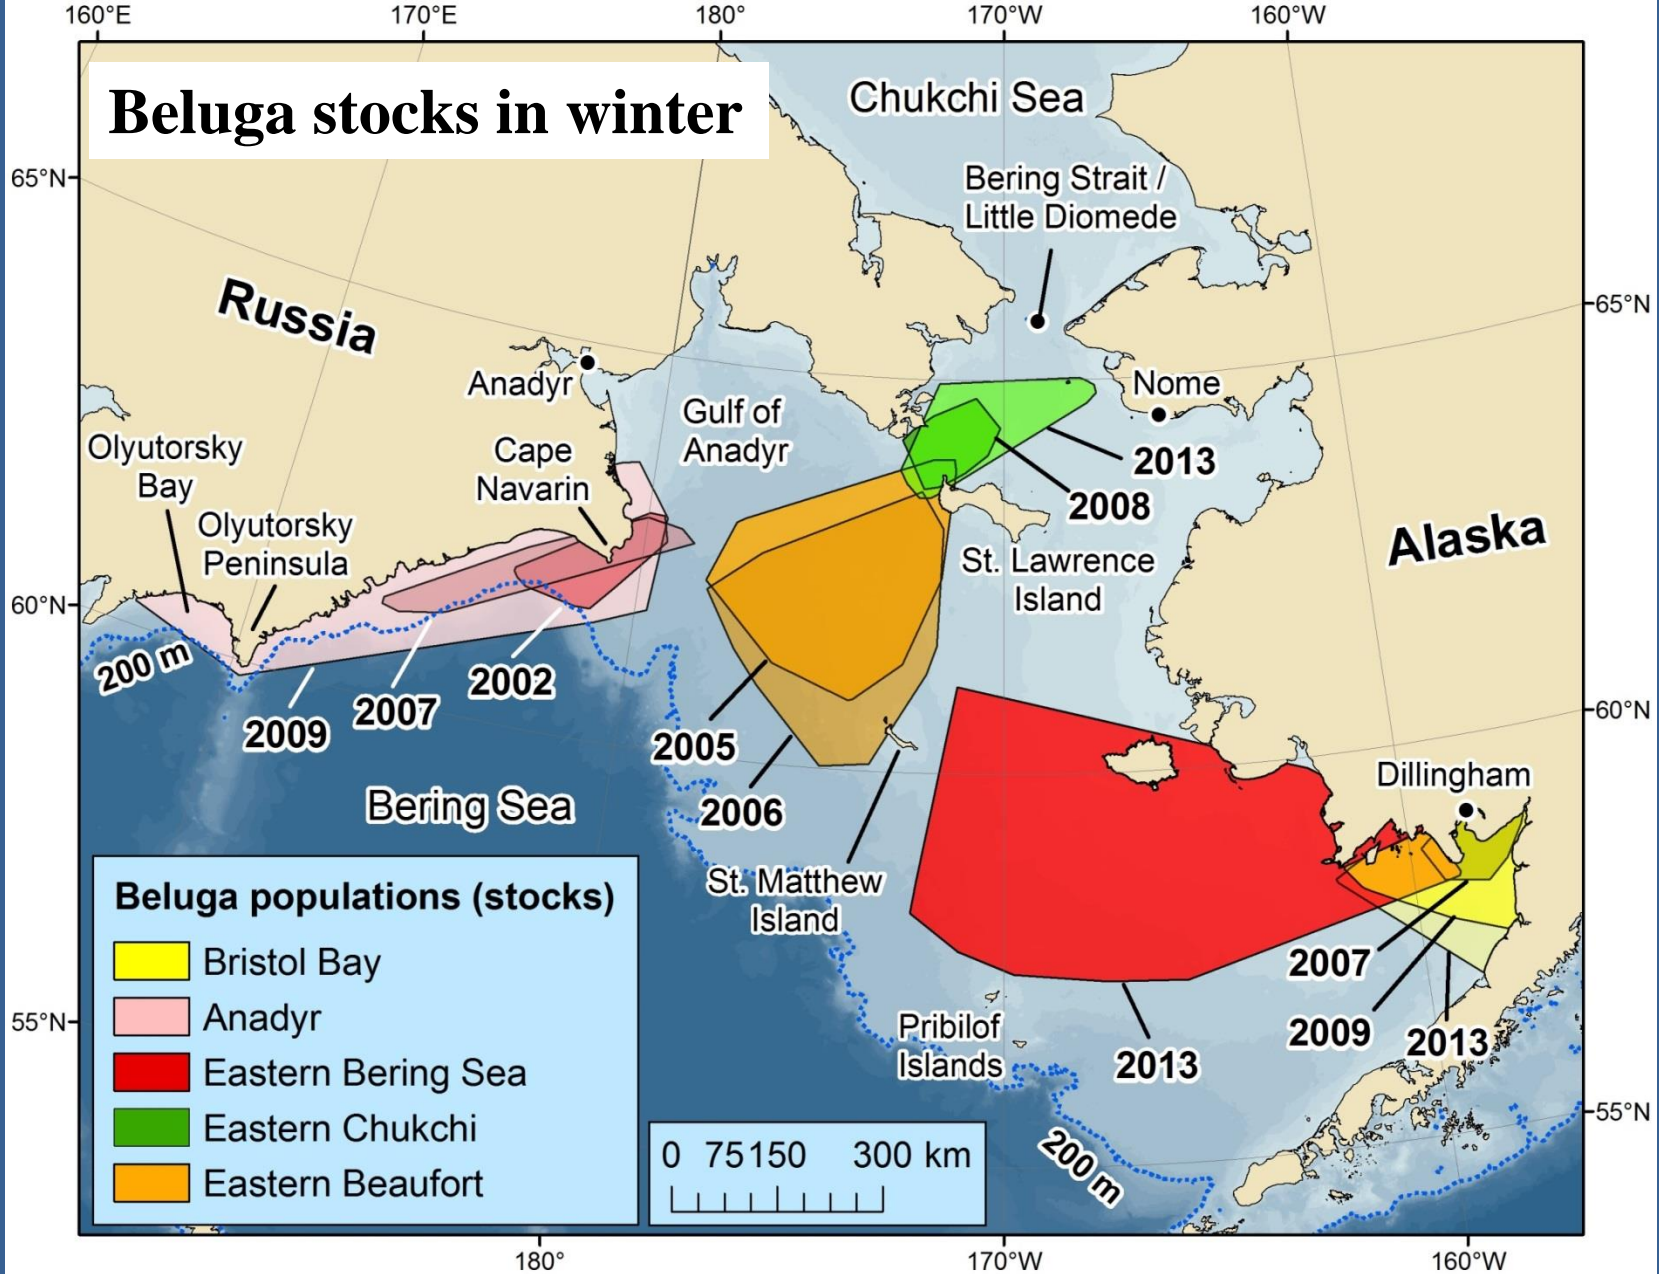 160°E
170°E
180°
170°W
160°W
Beluga stocks in winter
Chukchi Sea
65°N
Bering Strait /
Little Diomede
Russia
65°N
Anadyr
Nome
Gulf of
Anadyr
Olyutorsky
Bay
Cape
Navarin
2013
2008
Olyutorsky
Peninsula
Alaska
St. Lawrence
Island
60°N
200 m
2002
2007
2009
60°N
2005
2006
Bering Sea
Dillingham
St. Matthew
Island
Beluga populations (stocks)
Bristol Bay
Anadyr
Eastern Bering Sea
Eastern Chukchi
Eastern Beaufort
2007
2009
2013
55°N
Pribilof
Islands
2013
55°N
0 75 150 300 km
200 m
180°
170°W
160°W